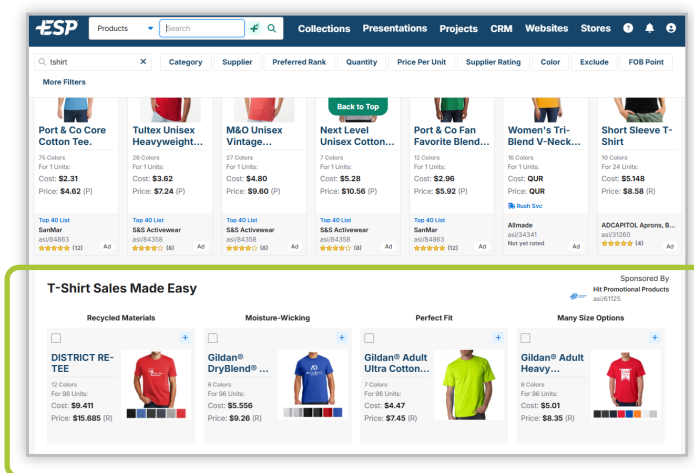 ESP Products Search Collections Presentations Projects CRM Websites Stores ?
tshirt × Category Supplier Preferred Rank Quantity Price Per Unit Supplier Rating Color Exclude FOB Point
More Filters
Back to Top
Port & Co Core
Cotton Tee.
75 Colors
For 1 Units:
Cost: $2.31
Price: $4.62 (P)
Top 40 List
SanMar
asi/84863
(12) Ad
Tultex Unisex
Heavyweight...
26 Colors
For 1 Units:
Cost: $3.62
Price: $7.24 (P)
Top 40 List
S&S Activewear
asi/84358
(8) Ad
M&O Unisex
Vintage...
27 Colors
For 1 Units:
Cost: $4.80
Price: $9.60 (P)
Top 40 List
S&S Activewear
asi/84358
(8) Ad
Next Level
Unisex Cotton...
7 Colors
For 1 Units:
Cost: $5.28
Price: $10.56 (P)
Top 40 List
S&S Activewear
asi/84358
(8) Ad
Port & Co Fan
Favorite Blend...
12 Colors
For 1 Units:
Cost: $2.96
Price: $5.92 (P)
Top 40 List
SanMar
asi/84863
(12) Ad
Women's Tri-
Blend V-Neck...
16 Colors
For 1 Units:
Cost: QUR
Price: QUR
Rush Svc
Allmade
asi/34341
Not yet rated Ad
Short Sleeve T-
Shirt
10 Colors
For 24 Units:
Cost: $5.148
Price: $8.58 (R)
ADCAPITOL Aprons, B...
asi/31260
(4) Ad
T-Shirt Sales Made Easy
Sponsored By
Hit Promotional Products
asi/61125
Recycled Materials
+
DISTRICT RE-
TEE
12 Colors
For 96 Units:
Cost: $9.411
Price: $15.685 (R)
Moisture-Wicking
+
Gildan®
DryBlend® ...
6 Colors
For 96 Units:
Cost: $5.556
Price: $9.26 (R)
Perfect Fit
+
Gildan® Adult
Ultra Cotton...
7 Colors
For 96 Units:
Cost: $4.47
Price: $7.45 (R)
Many Size Options
+
Gildan® Adult
Heavy...
8 Colors
For 96 Units:
Cost: $5.01
Price: $8.35 (R)